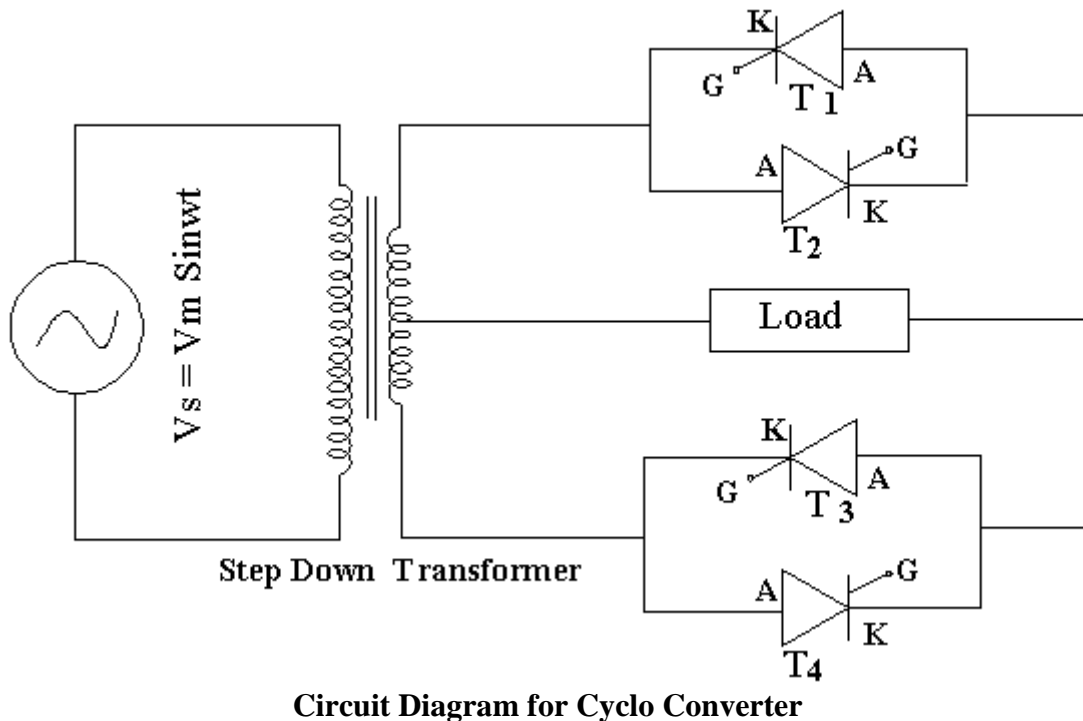 K
G
A
T 1
A
G
K
T2
Vs = Vm Sinwt
Load
K
G
A
T 3
A
G
K
T4
Step Down Transformer
Circuit Diagram for Cyclo Converter